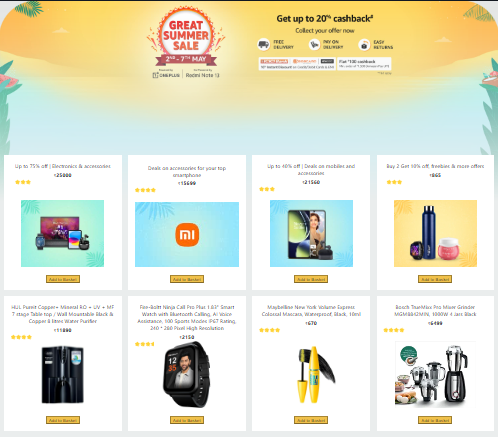 GREAT
SUMMER
SALE
2ND - 7TH MAY
ONEPLUS
Redmi Note 13
Get up to 20% cashback#
Collect your offer now
FREE
DELIVERY
PAY ON
DELIVERY
EASY
RETURNS
Flat ₹100 cashback
Up to 75% off | Electronics & accessories
₹25000
Add to Basket
Deals on accessories for your top
smartphone
₹15699
Add to Basket
Up to 40% off | Deals on mobiles and
accessories
₹21560
Add to Basket
Buy 2 Get 10% off, freebies & more offers
₹865
Add to Basket
HUL Pureit Copper+ Mineral RO + UV + MF
7 stage Table top / Wall Mountable Black &
Copper 8 litres Water Purifier
₹11890
Add to Basket
Fire-Boltt Ninja Call Pro Plus 1.83" Smart
Watch with Bluetooth Calling, AI Voice
Assistance, 100 Sports Modes IP67 Rating,
240 * 280 Pixel High Resolution
₹2150
Add to Basket
Maybelline New York Volume Express
Colossal Mascara, Waterproof, Black, 10ml
₹670
Add to Basket
Bosch TrueMixx Pro Mixer Grinder
MGM8842MIN, 1000W 4 Jars Black
₹6499
Add to Basket